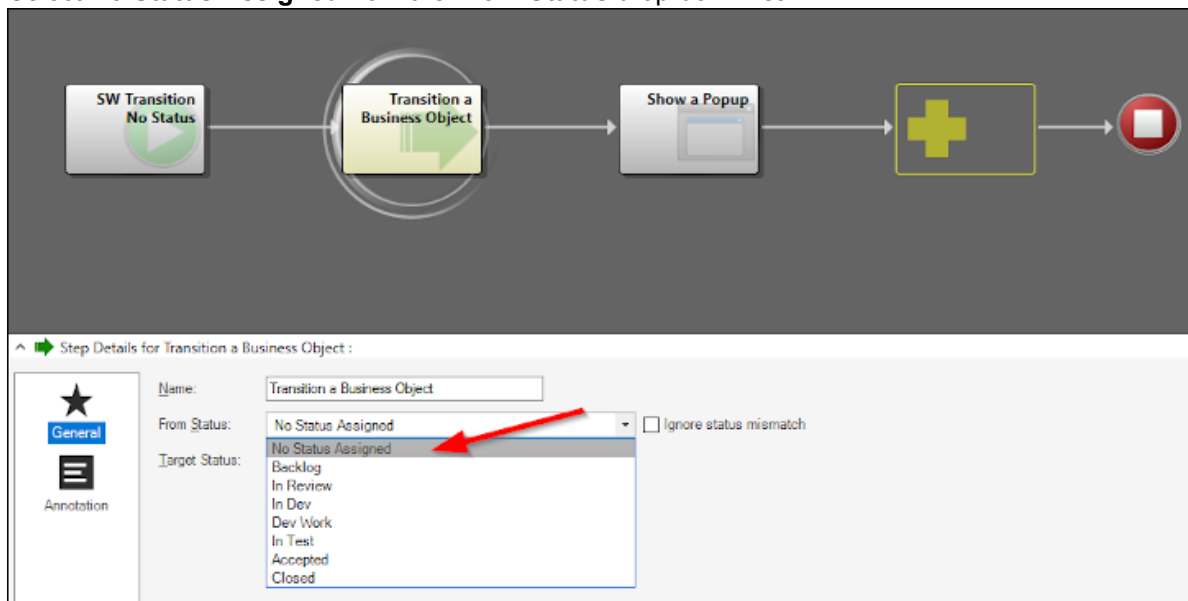 SW Transition
No Status
Transition a
Business Object
Show a Popup
Step Details for Transition a Business Object :
General
Annotation
Name:
Transition a Business Object
From Status:
No Status Assigned
Ignore status mismatch
Target Status:
No Status Assigned
Backlog
In Review
In Dev
Dev Work
In Test
Accepted
Closed